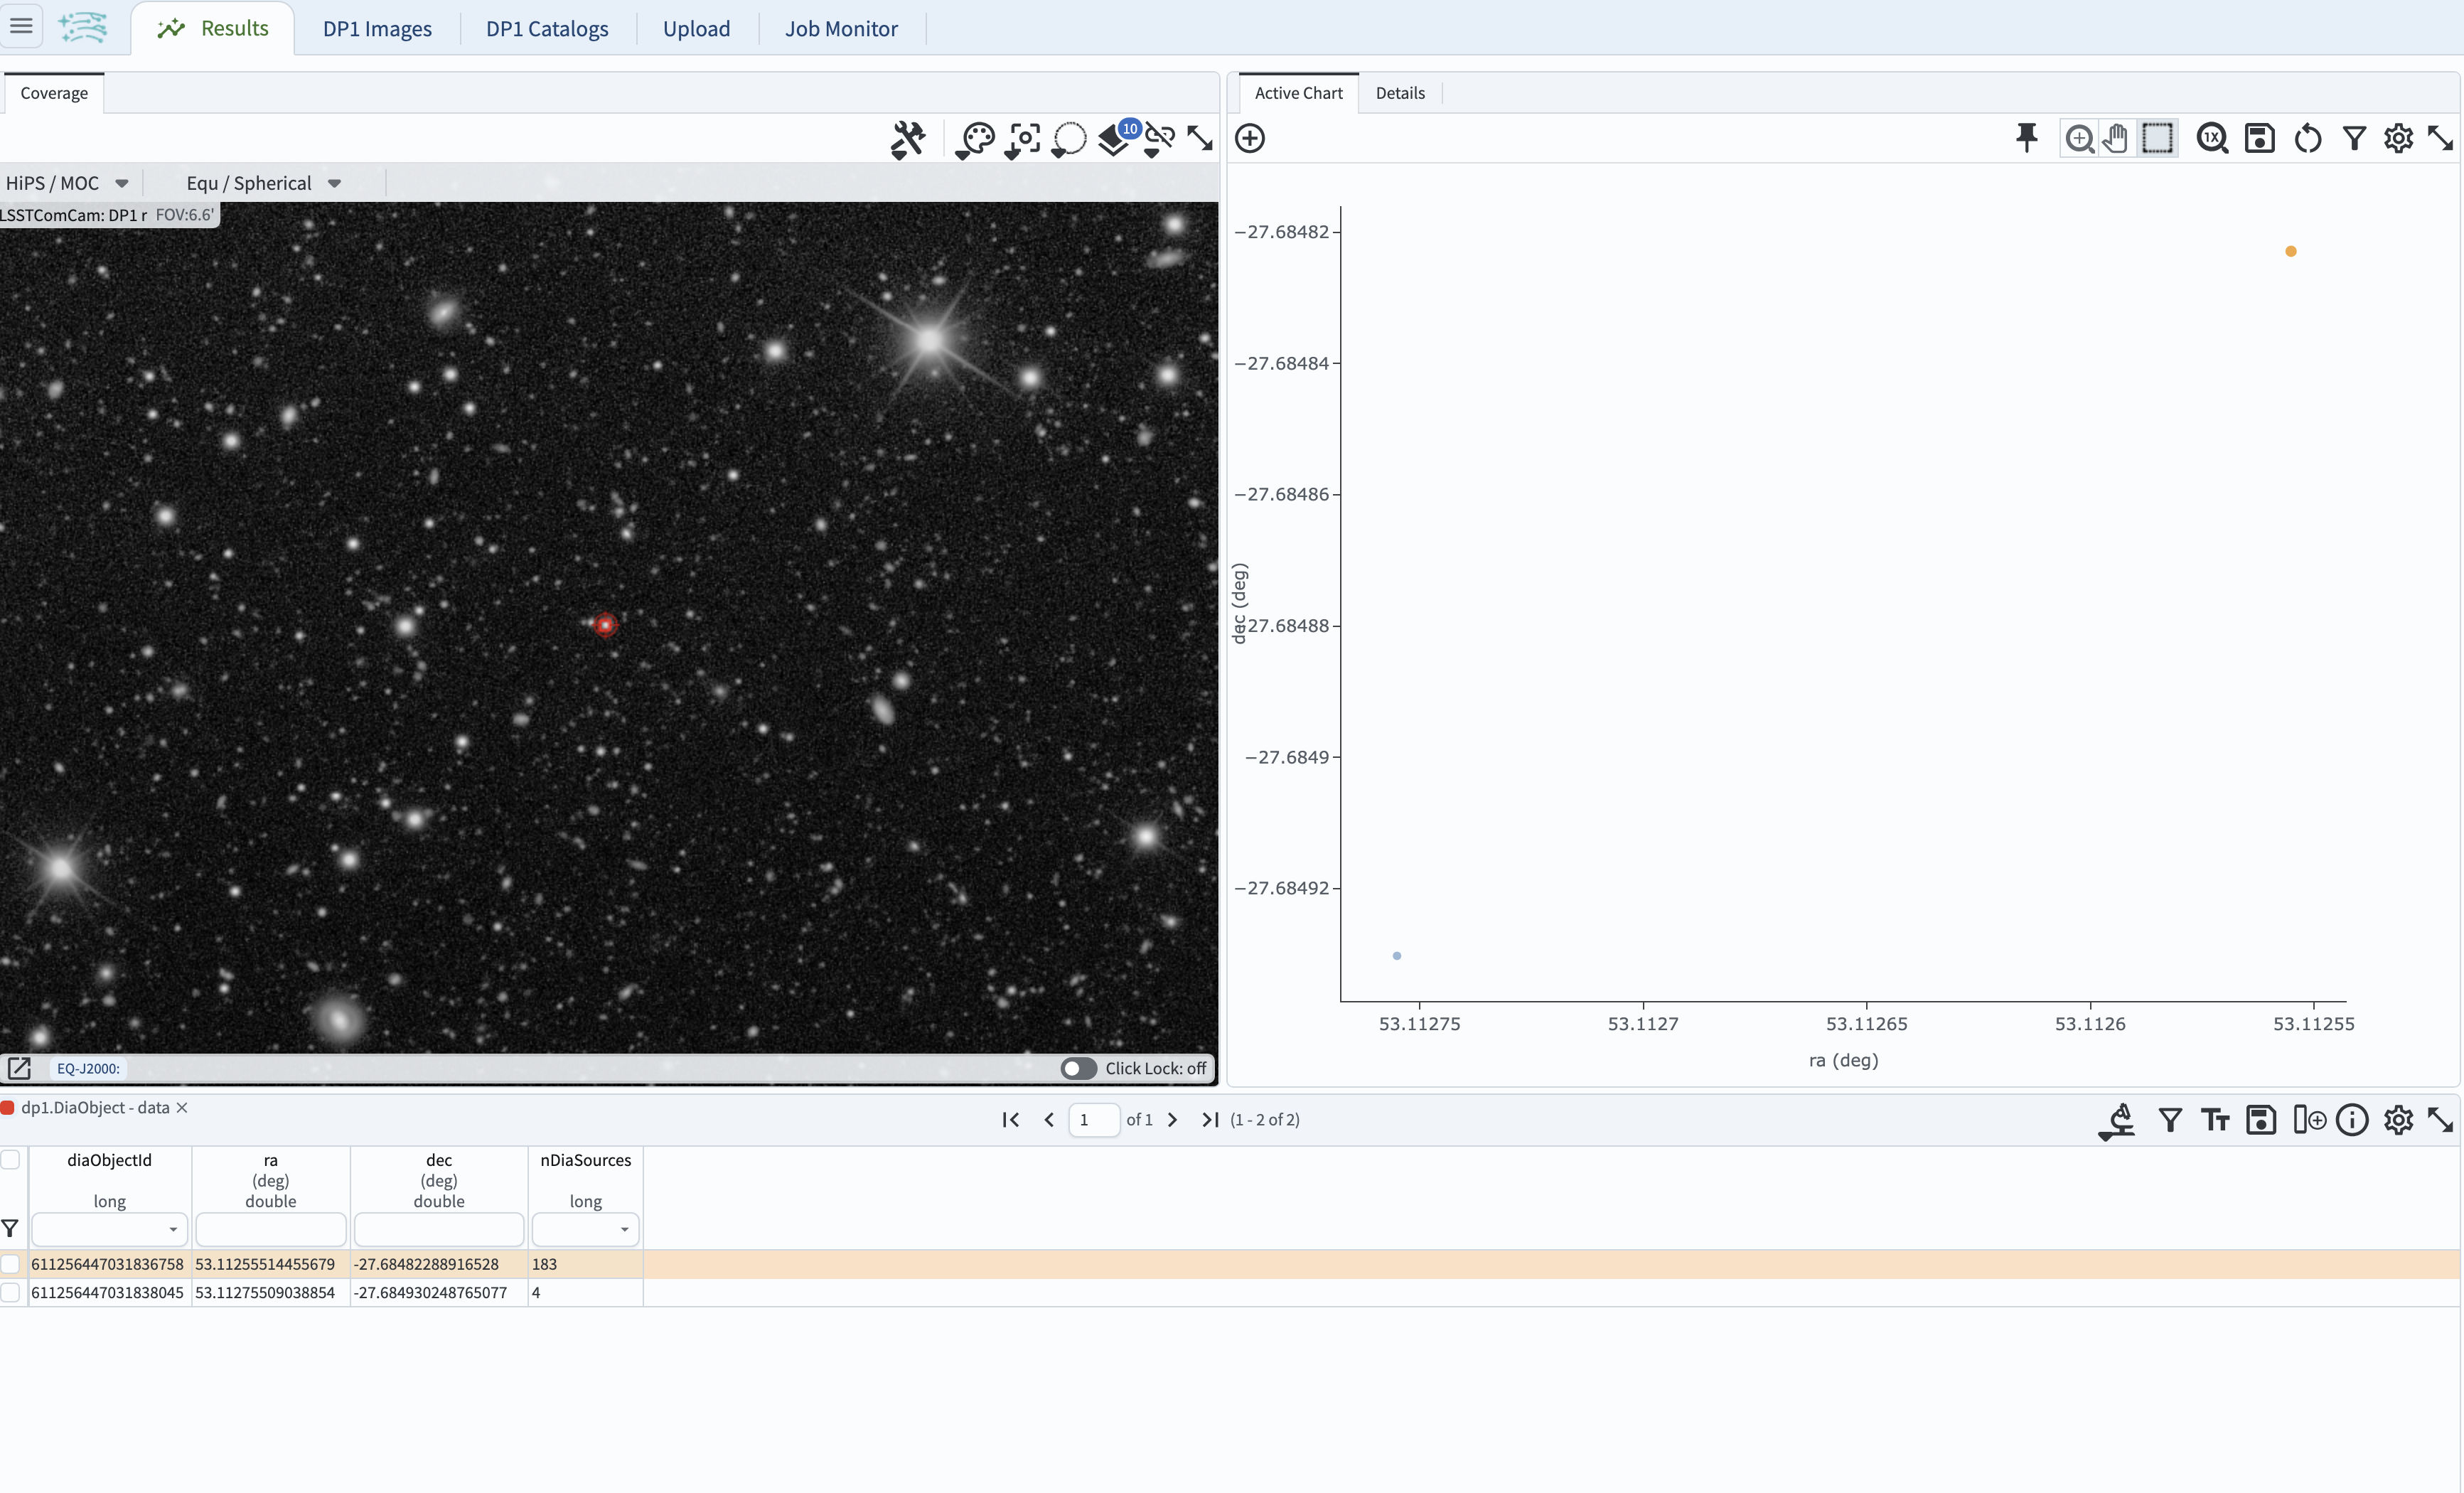 Results
DP1 Images
DP1 Catalogs
Upload
Job Monitor
Coverage
10
HiPS / MOC
Equ / Spherical
LSSTComCam: DP1 r FOV:6.6'
EQ-J2000:
Click Lock: off
Active Chart
Details
1X
−27.68482
−27.68484
−27.68486
−27.68488
−27.6849
−27.68492
dec (deg)
53.11275
53.1127
53.11265
53.1126
53.11255
ra (deg)
dp1.DiaObject - data
1 of 1 (1 - 2 of 2)
diaObjectId ra dec nDiaSources
(deg) (deg)
long double double long
611256447031836758 53.11255514455679 -27.68482288916528 183
611256447031838045 53.11275509038854 -27.684930248765077 4